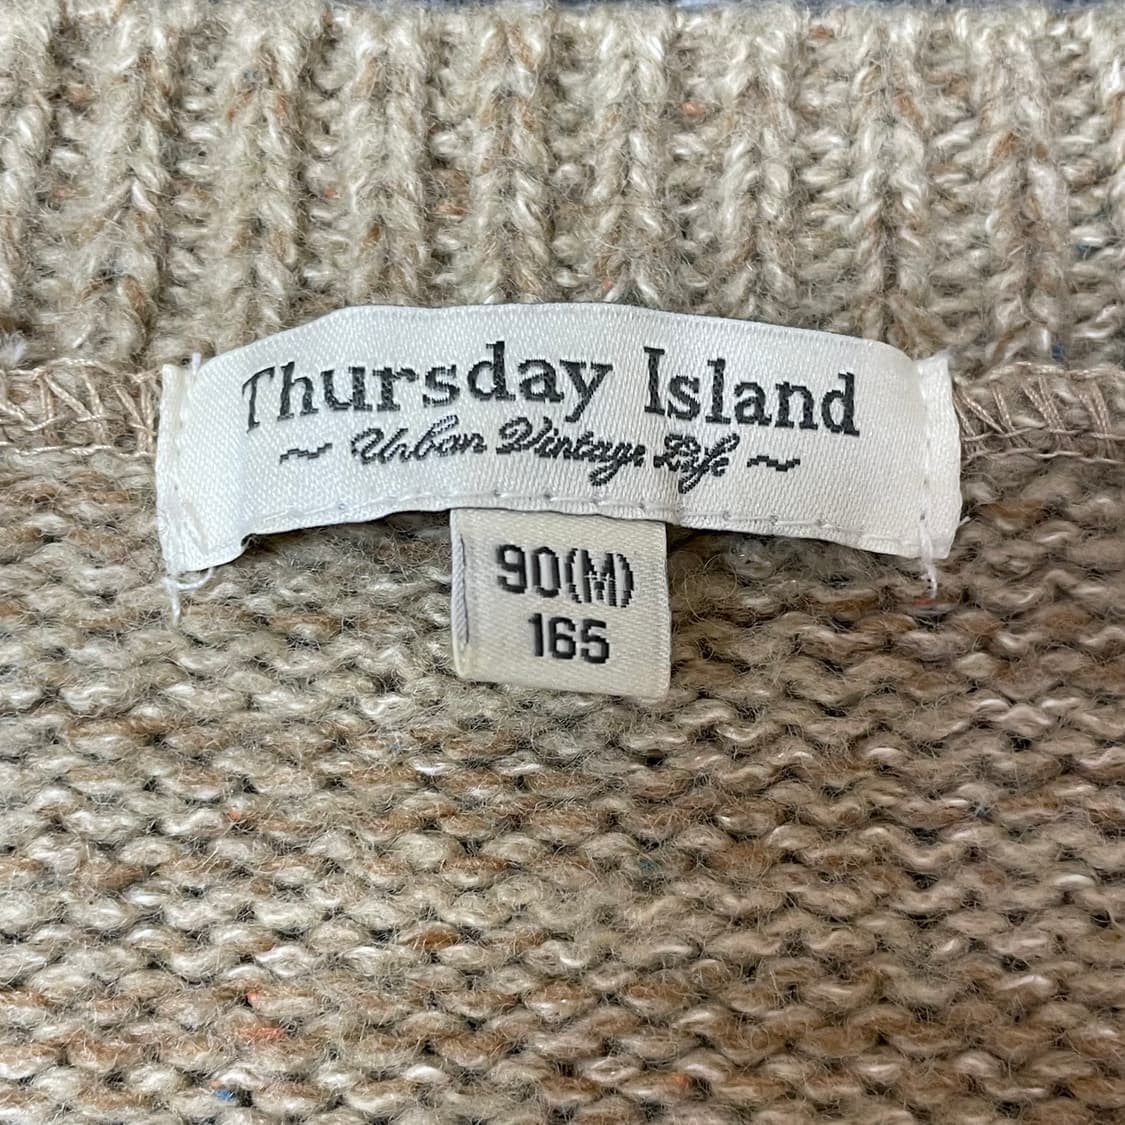 Thursday Island
~ Urban Vintage Life ~
90(M)
165